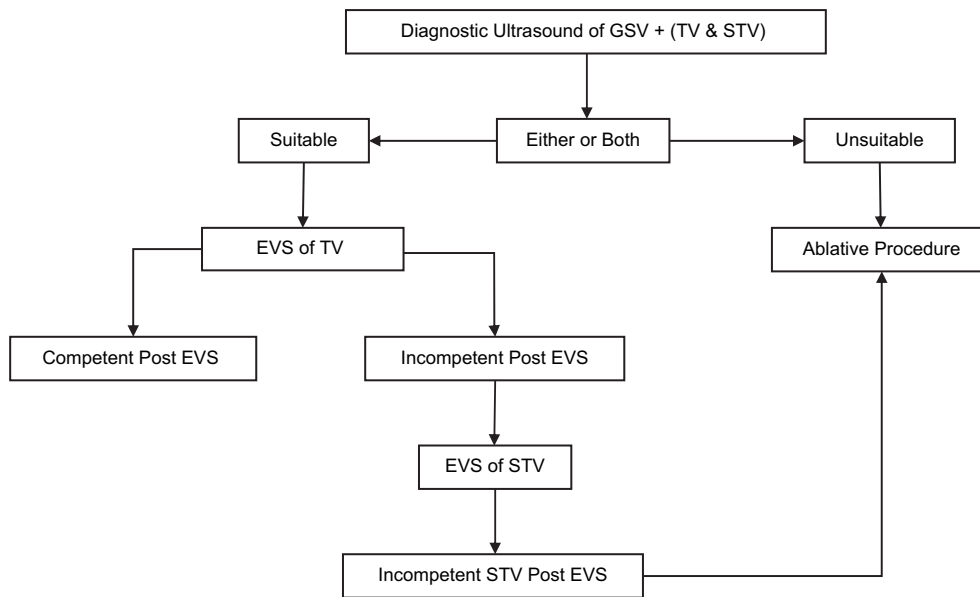 Diagnostic Ultrasound of GSV + (TV & STV)
Suitable
Either or Both
Unsuitable
EVS of TV
Ablative Procedure
Competent Post EVS
Incompetent Post EVS
EVS of STV
Incompetent STV Post EVS